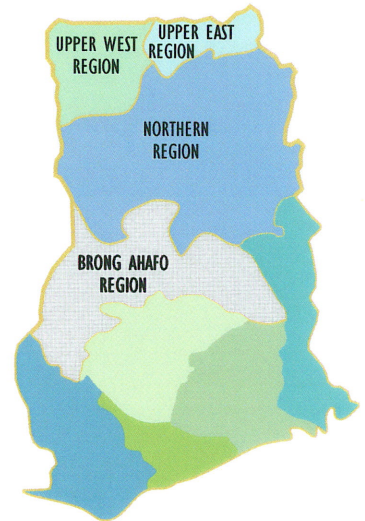 UPPER WEST
REGION
UPPER EAST
REGION
NORTHERN
REGION
BRONG AHAFO
REGION